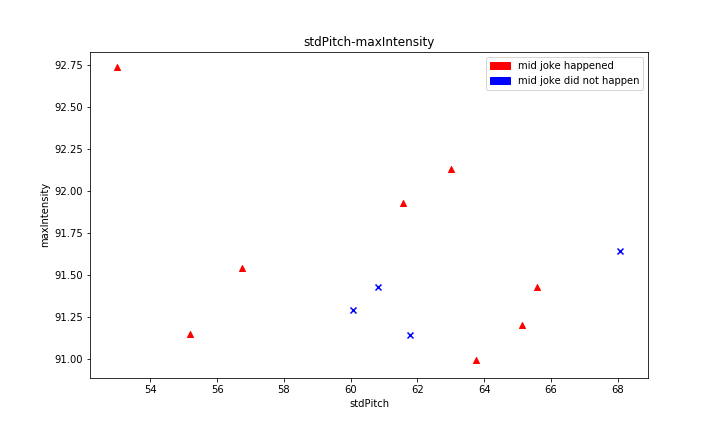 stdPitch-maxIntensity
mid joke happened
mid joke did not happen
92.75
92.50
92.25
92.00
91.75
91.50
91.25
91.00
maxIntensity
54 56 58 60 62 64 66 68
stdPitch